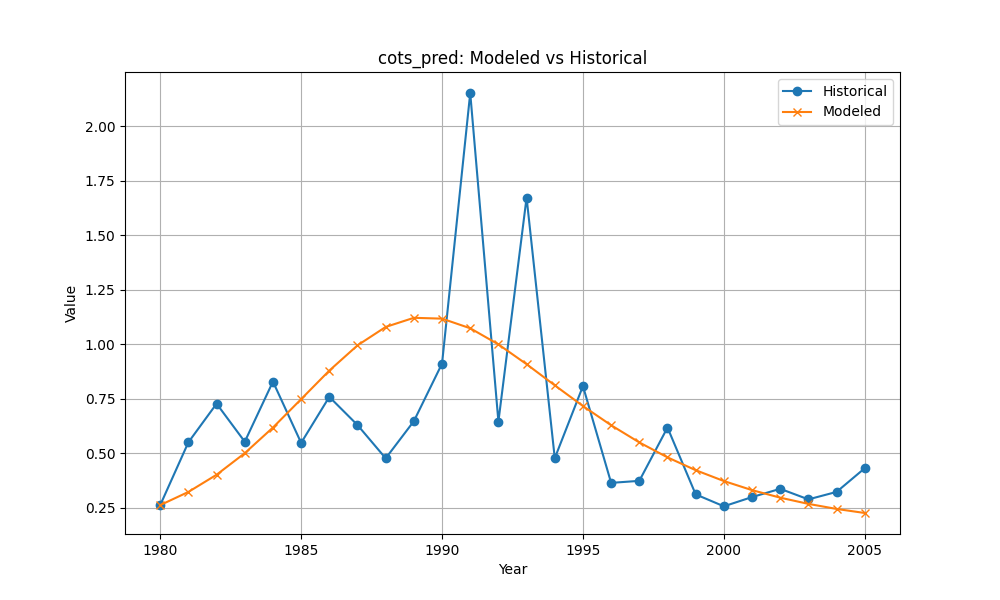 cots_pred: Modeled vs Historical
Historical
Modeled
2.00
1.75
1.50
1.25
1.00
0.75
0.50
0.25
Value
1980 1985 1990 1995 2000 2005
Year